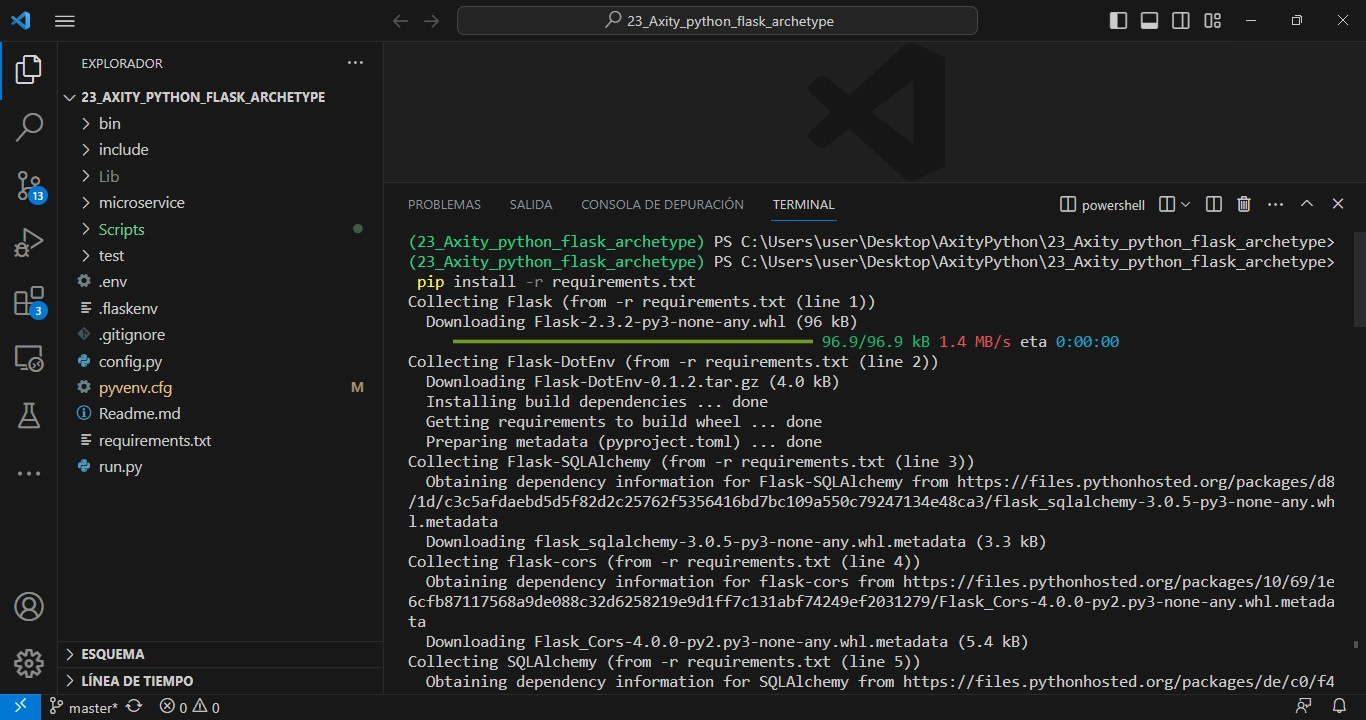 23_Axity_python_flask_archetype
EXPLORADOR
23_AXITY_PYTHON_FLASK_ARCHETYPE
bin
include
Lib
microservice
Scripts
test
.env
.flaskenv
.gitignore
config.py
pyvenv.cfg M
Readme.md
requirements.txt
run.py
ESQUEMA
LÍNEA DE TIEMPO
13
3
PROBLEMAS SALIDA CONSOLA DE DEPURACIÓN TERMINAL powershell
(23_Axity_python_flask_archetype) PS C:\Users\user\Desktop\AxityPython\23_Axity_python_flask_archetype>
(23_Axity_python_flask_archetype) PS C:\Users\user\Desktop\AxityPython\23_Axity_python_flask_archetype>
pip install -r requirements.txt
Collecting Flask (from -r requirements.txt (line 1))
Downloading Flask-2.3.2-py3-none-any.whl (96 kB)
96.9/96.9 kB 1.4 MB/s eta 0:00:00
Collecting Flask-DotEnv (from -r requirements.txt (line 2))
Downloading Flask-DotEnv-0.1.2.tar.gz (4.0 kB)
Installing build dependencies ... done
Getting requirements to build wheel ... done
Preparing metadata (pyproject.toml) ... done
Collecting Flask-SQLAlchemy (from -r requirements.txt (line 3))
Obtaining dependency information for Flask-SQLAlchemy from https://files.pythonhosted.org/packages/d8
/1d/c3c5afdaebd5d5f82d2c25762f5356416bd7bc109a550c79247134e48ca3/flask_sqlalchemy-3.0.5-py3-none-any.wh
l.metadata
Downloading flask_sqlalchemy-3.0.5-py3-none-any.whl.metadata (3.3 kB)
Collecting flask-cors (from -r requirements.txt (line 4))
Obtaining dependency information for flask-cors from https://files.pythonhosted.org/packages/10/69/1e
6cfb87117568a9de088c32d6258219e9d1ff7c131abf74249ef2031279/Flask_Cors-4.0.0-py2.py3-none-any.whl.metada
ta
Downloading Flask_Cors-4.0.0-py2.py3-none-any.whl.metadata (5.4 kB)
Collecting SQLAlchemy (from -r requirements.txt (line 5))
Obtaining dependency information for SQLAlchemy from https://files.pythonhosted.org/packages/de/c0/f4
master* 0 0